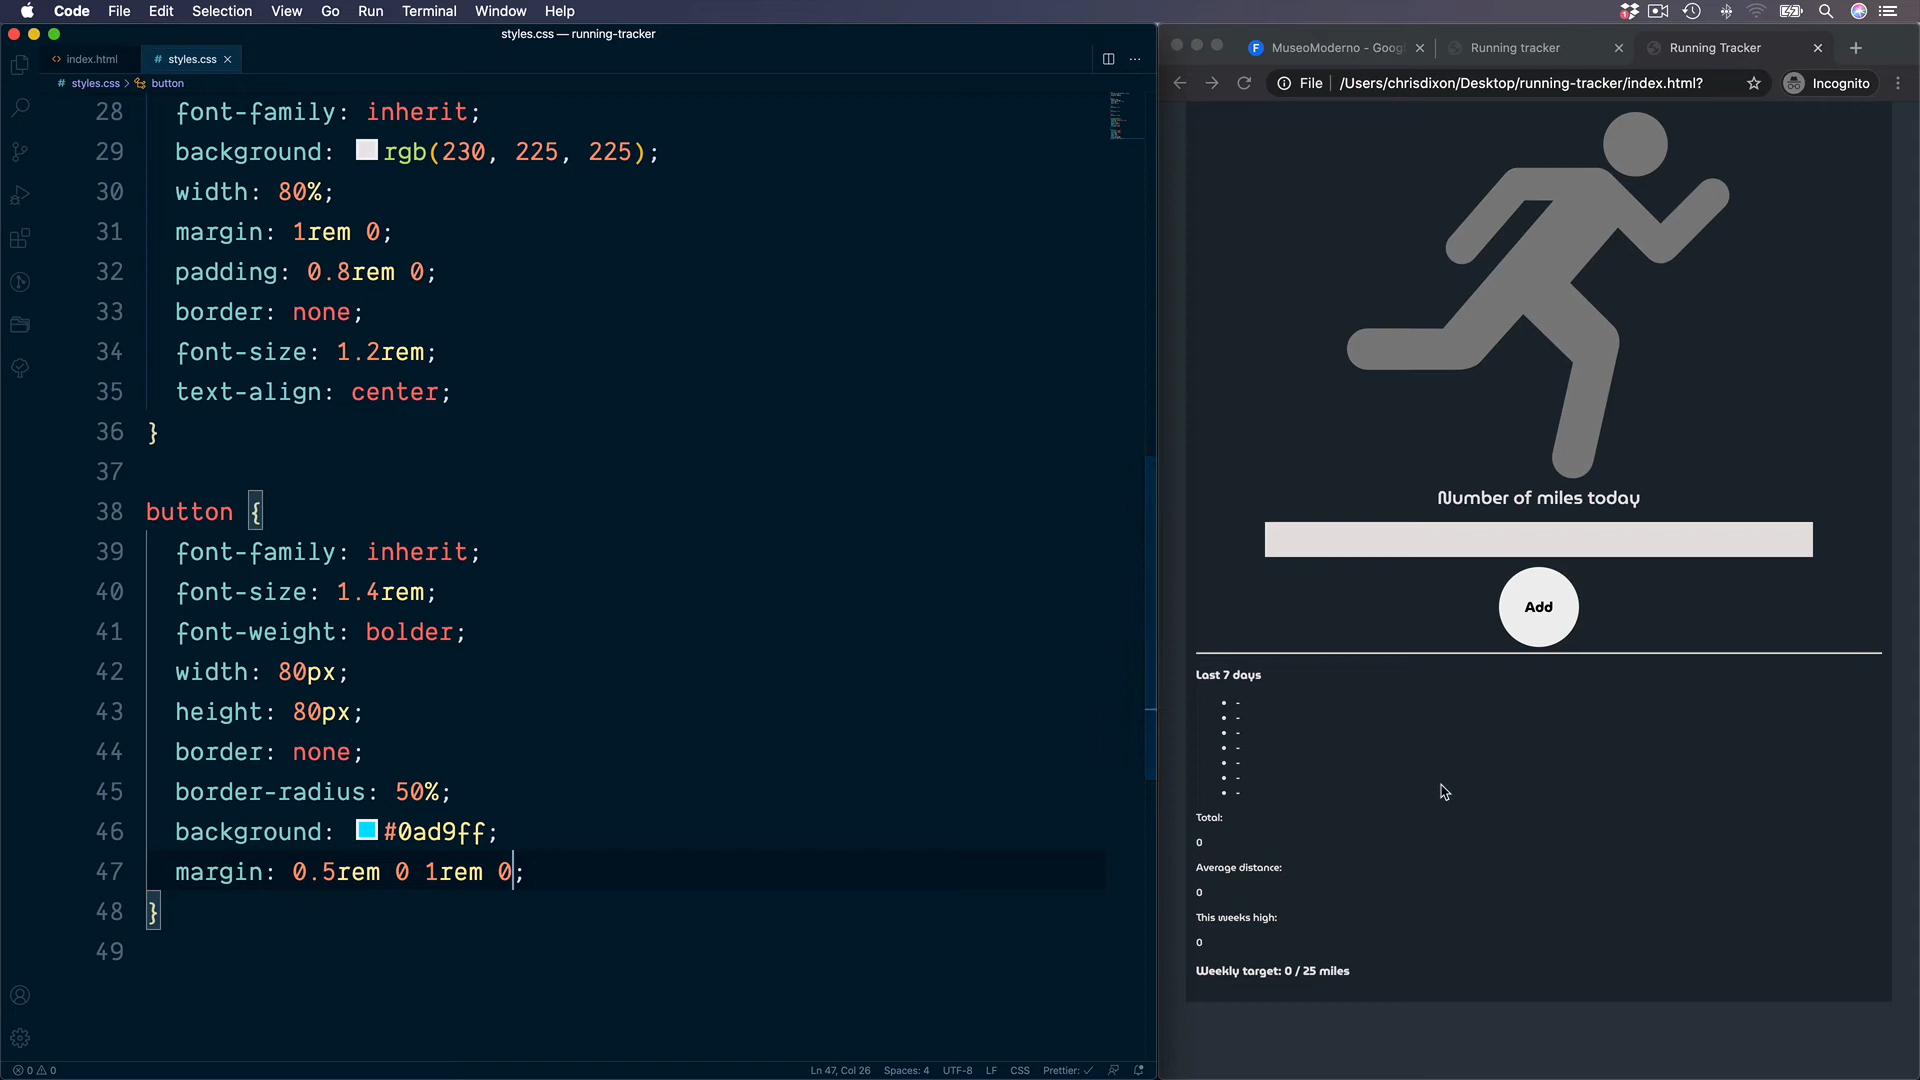 Code File Edit Selection View Go Run Terminal Window Help
styles.css — running-tracker
index.html
# styles.css
# styles.css > button
28 font-family: inherit;
29 background: rgb(230, 225, 225);
30 width: 80%;
31 margin: 1rem 0;
32 padding: 0.8rem 0;
33 border: none;
34 font-size: 1.2rem;
35 text-align: center;
36 }
37
38 button {
39 font-family: inherit;
40 font-size: 1.4rem;
41 font-weight: bolder;
42 width: 80px;
43 height: 80px;
44 border: none;
45 border-radius: 50%;
46 background: #0ad9ff;
47 margin: 0.5rem 0 1rem 0;
48 }
49
0 0
Ln 47, Col 26
Spaces: 4
UTF-8
LF
CSS
Prettier: ✓
F MuseoModerno - Googl
Running tracker
Running Tracker
File
/Users/chrisdixon/Desktop/running-tracker/index.html?
Incognito
Number of miles today
Add
Last 7 days
-
-
-
-
-
-
-
Total:
0
Average distance:
0
This weeks high:
0
Weekly target: 0 / 25 miles